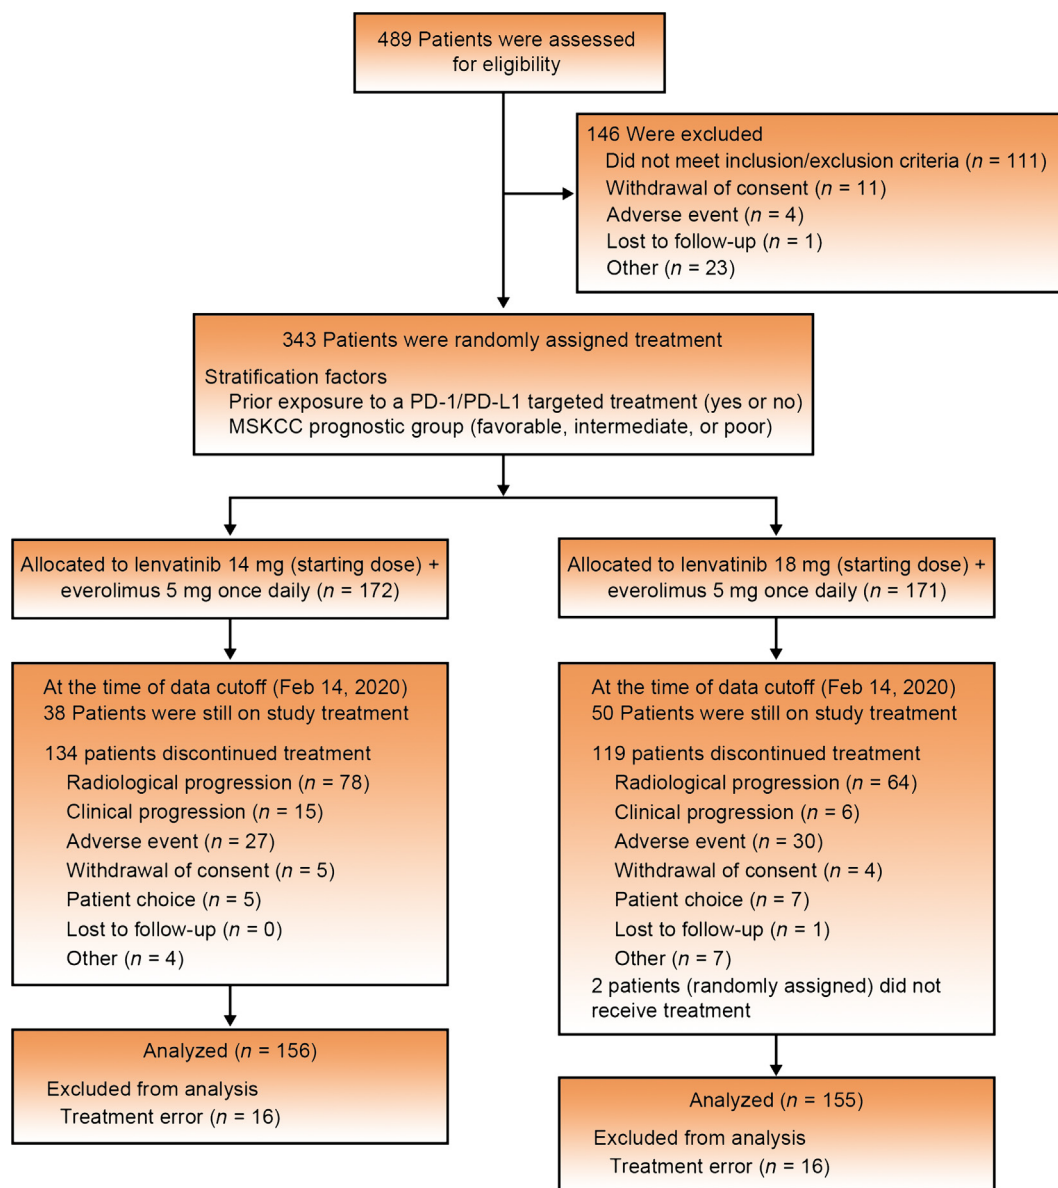 489 Patients were assessed
for eligibility
146 Were excluded
Did not meet inclusion/exclusion criteria (n = 111)
Withdrawal of consent (n = 11)
Adverse event (n = 4)
Lost to follow-up (n = 1)
Other (n = 23)
343 Patients were randomly assigned treatment
Stratification factors
Prior exposure to a PD-1/PD-L1 targeted treatment (yes or no)
MSKCC prognostic group (favorable, intermediate, or poor)
Allocated to lenvatinib 14 mg (starting dose) +
everolimus 5 mg once daily (n = 172)
Allocated to lenvatinib 18 mg (starting dose) +
everolimus 5 mg once daily (n = 171)
At the time of data cutoff (Feb 14, 2020)
38 Patients were still on study treatment
134 patients discontinued treatment
Radiological progression (n = 78)
Clinical progression (n = 15)
Adverse event (n = 27)
Withdrawal of consent (n = 5)
Patient choice (n = 5)
Lost to follow-up (n = 0)
Other (n = 4)
At the time of data cutoff (Feb 14, 2020)
50 Patients were still on study treatment
119 patients discontinued treatment
Radiological progression (n = 64)
Clinical progression (n = 6)
Adverse event (n = 30)
Withdrawal of consent (n = 4)
Patient choice (n = 7)
Lost to follow-up (n = 1)
Other (n = 7)
2 patients (randomly assigned) did not
receive treatment
Analyzed (n = 156)
Excluded from analysis
Treatment error (n = 16)
Analyzed (n = 155)
Excluded from analysis
Treatment error (n = 16)